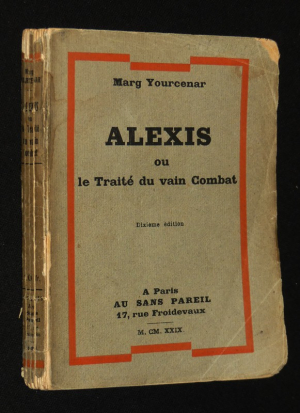 Marg Yourcenar
ALEXIS
ou
le Traité du vain Combat
Dixième édition
A Paris
AU SANS PAREIL
17, rue Froidevaux
M. CM. XXIX.